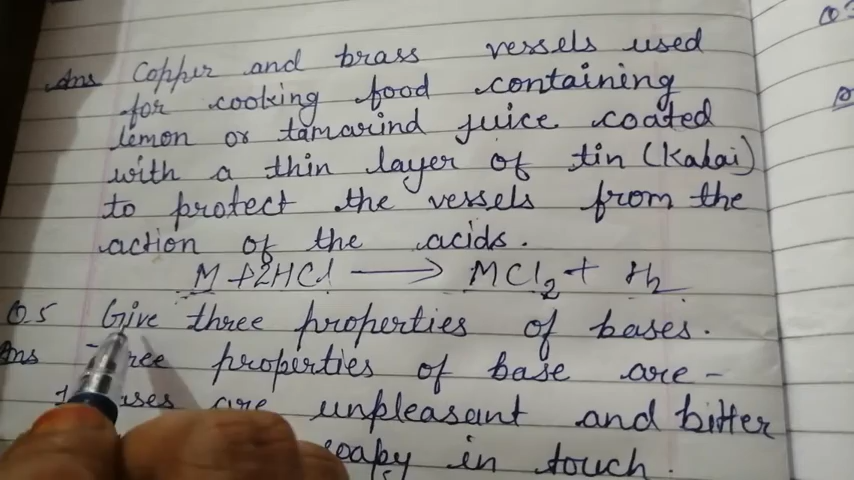 Ans Copper and brass vessels used
for cooking food containing
lemon or tamarind juice coated
with a thin layer of tin (Kalai)
to protect the vessels from the
action of the acids.
M + 2HCl → MCl₂ + H₂
Q.5 Give three properties of bases.
Ans properties of base are -
are unpleasant and bitter
soapy in touch.